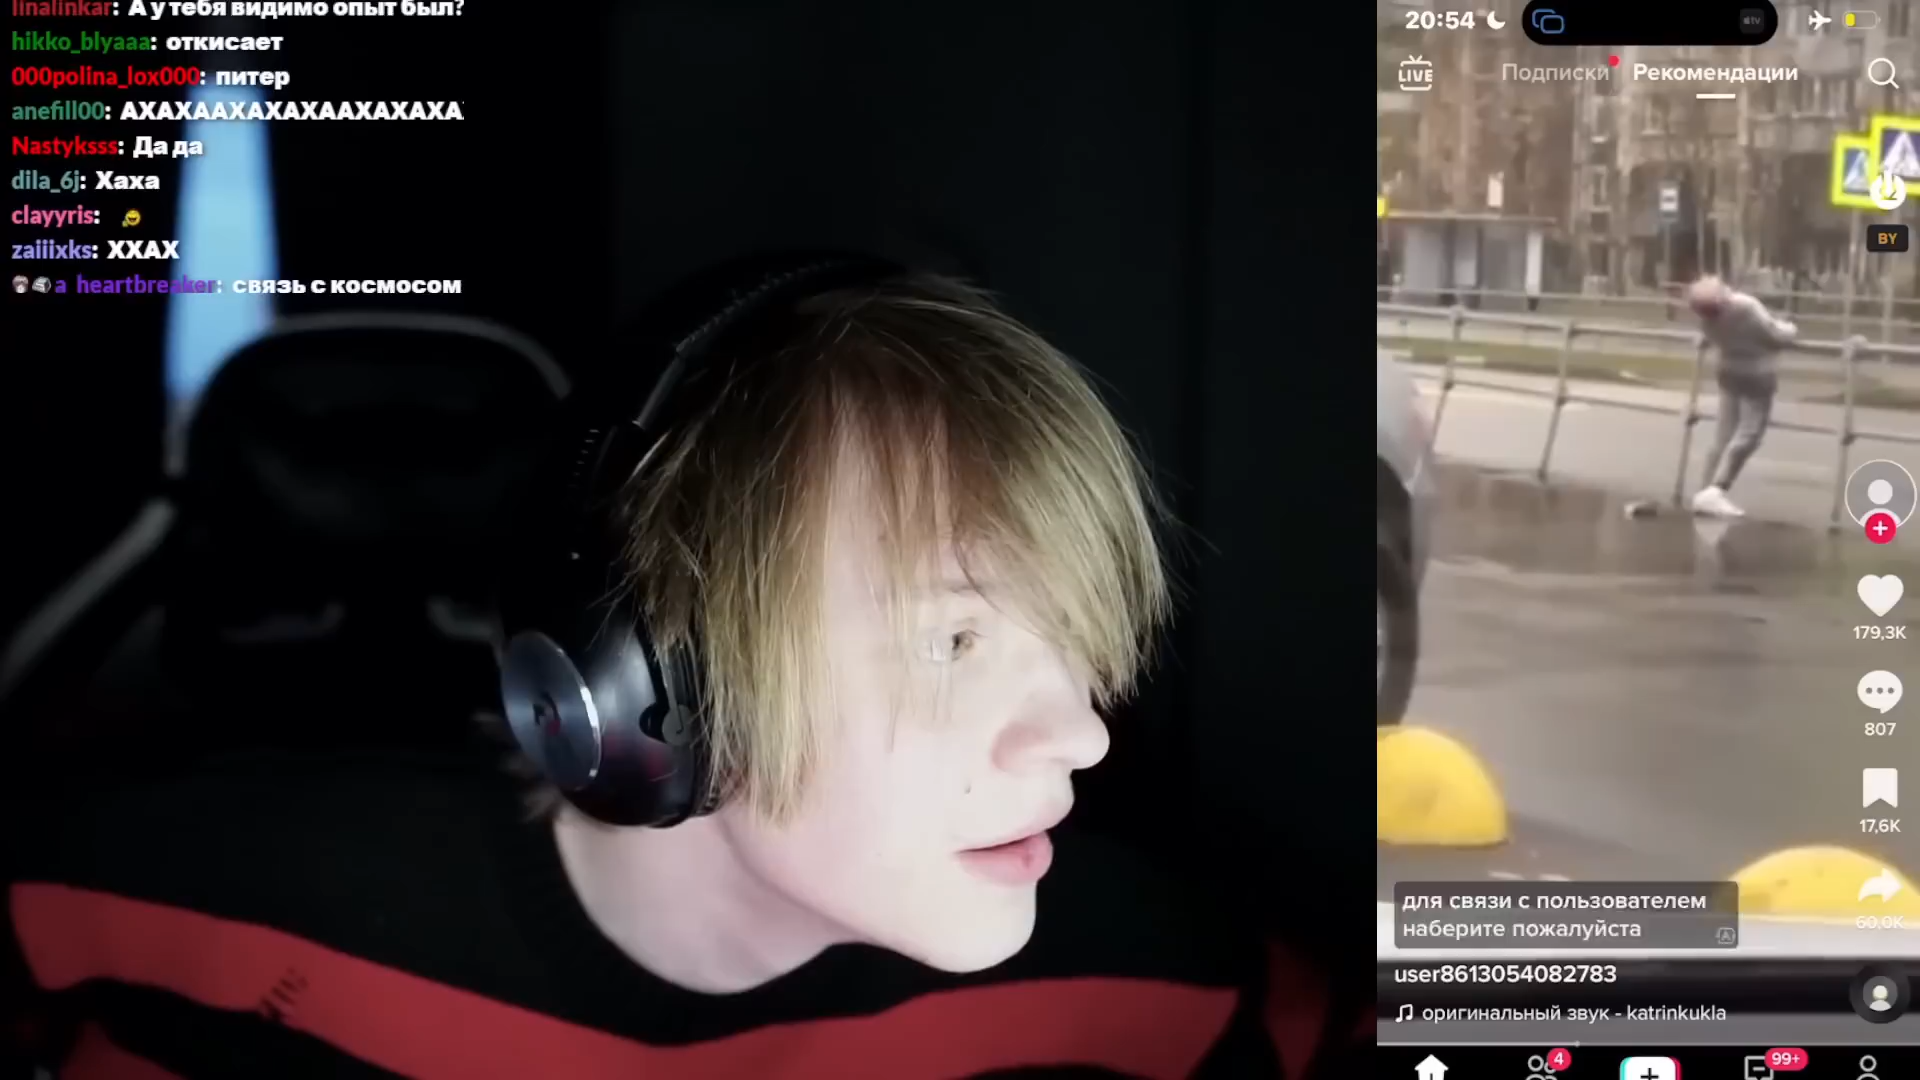 linalinkar: А у тебя видимо опыт был?
hikko_blyaaa: откисает
000polina_lox000: питер
anefill00: АХАХААХАХАХААХАХАХА
Nastyksss: Да да
dila_6j: Хаха
clayyris:
zaiiixks: ХХАХ
a_heartbreaker: связь с космосом
20:54
tv
LIVE
Подписки
Рекомендации
BY
179,3K
807
17,6K
60,0K
для связи с пользователем
наберите пожалуйста
user8613054082783
оригинальный звук - katrinkukla
4
99+